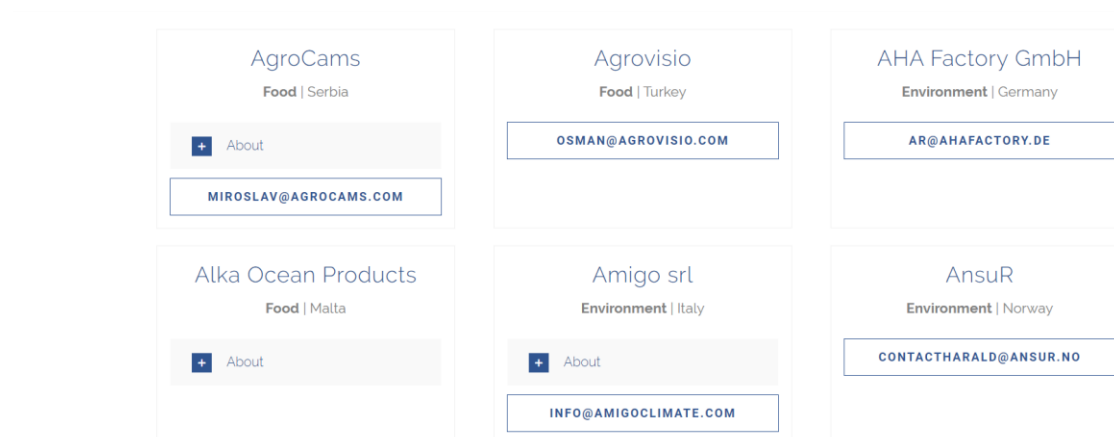 AgroCams
Food | Serbia
+ About
MIROSLAV@AGROCAMS.COM
Agrovisio
Food | Turkey
OSMAN@AGROVISIO.COM
AHA Factory GmbH
Environment | Germany
AR@AHAFACTORY.DE
Alka Ocean Products
Food | Malta
+ About
Amigo srl
Environment | Italy
+ About
INFO@AMIGOCLIMATE.COM
AnsuR
Environment | Norway
CONTACTHARALD@ANSUR.NO